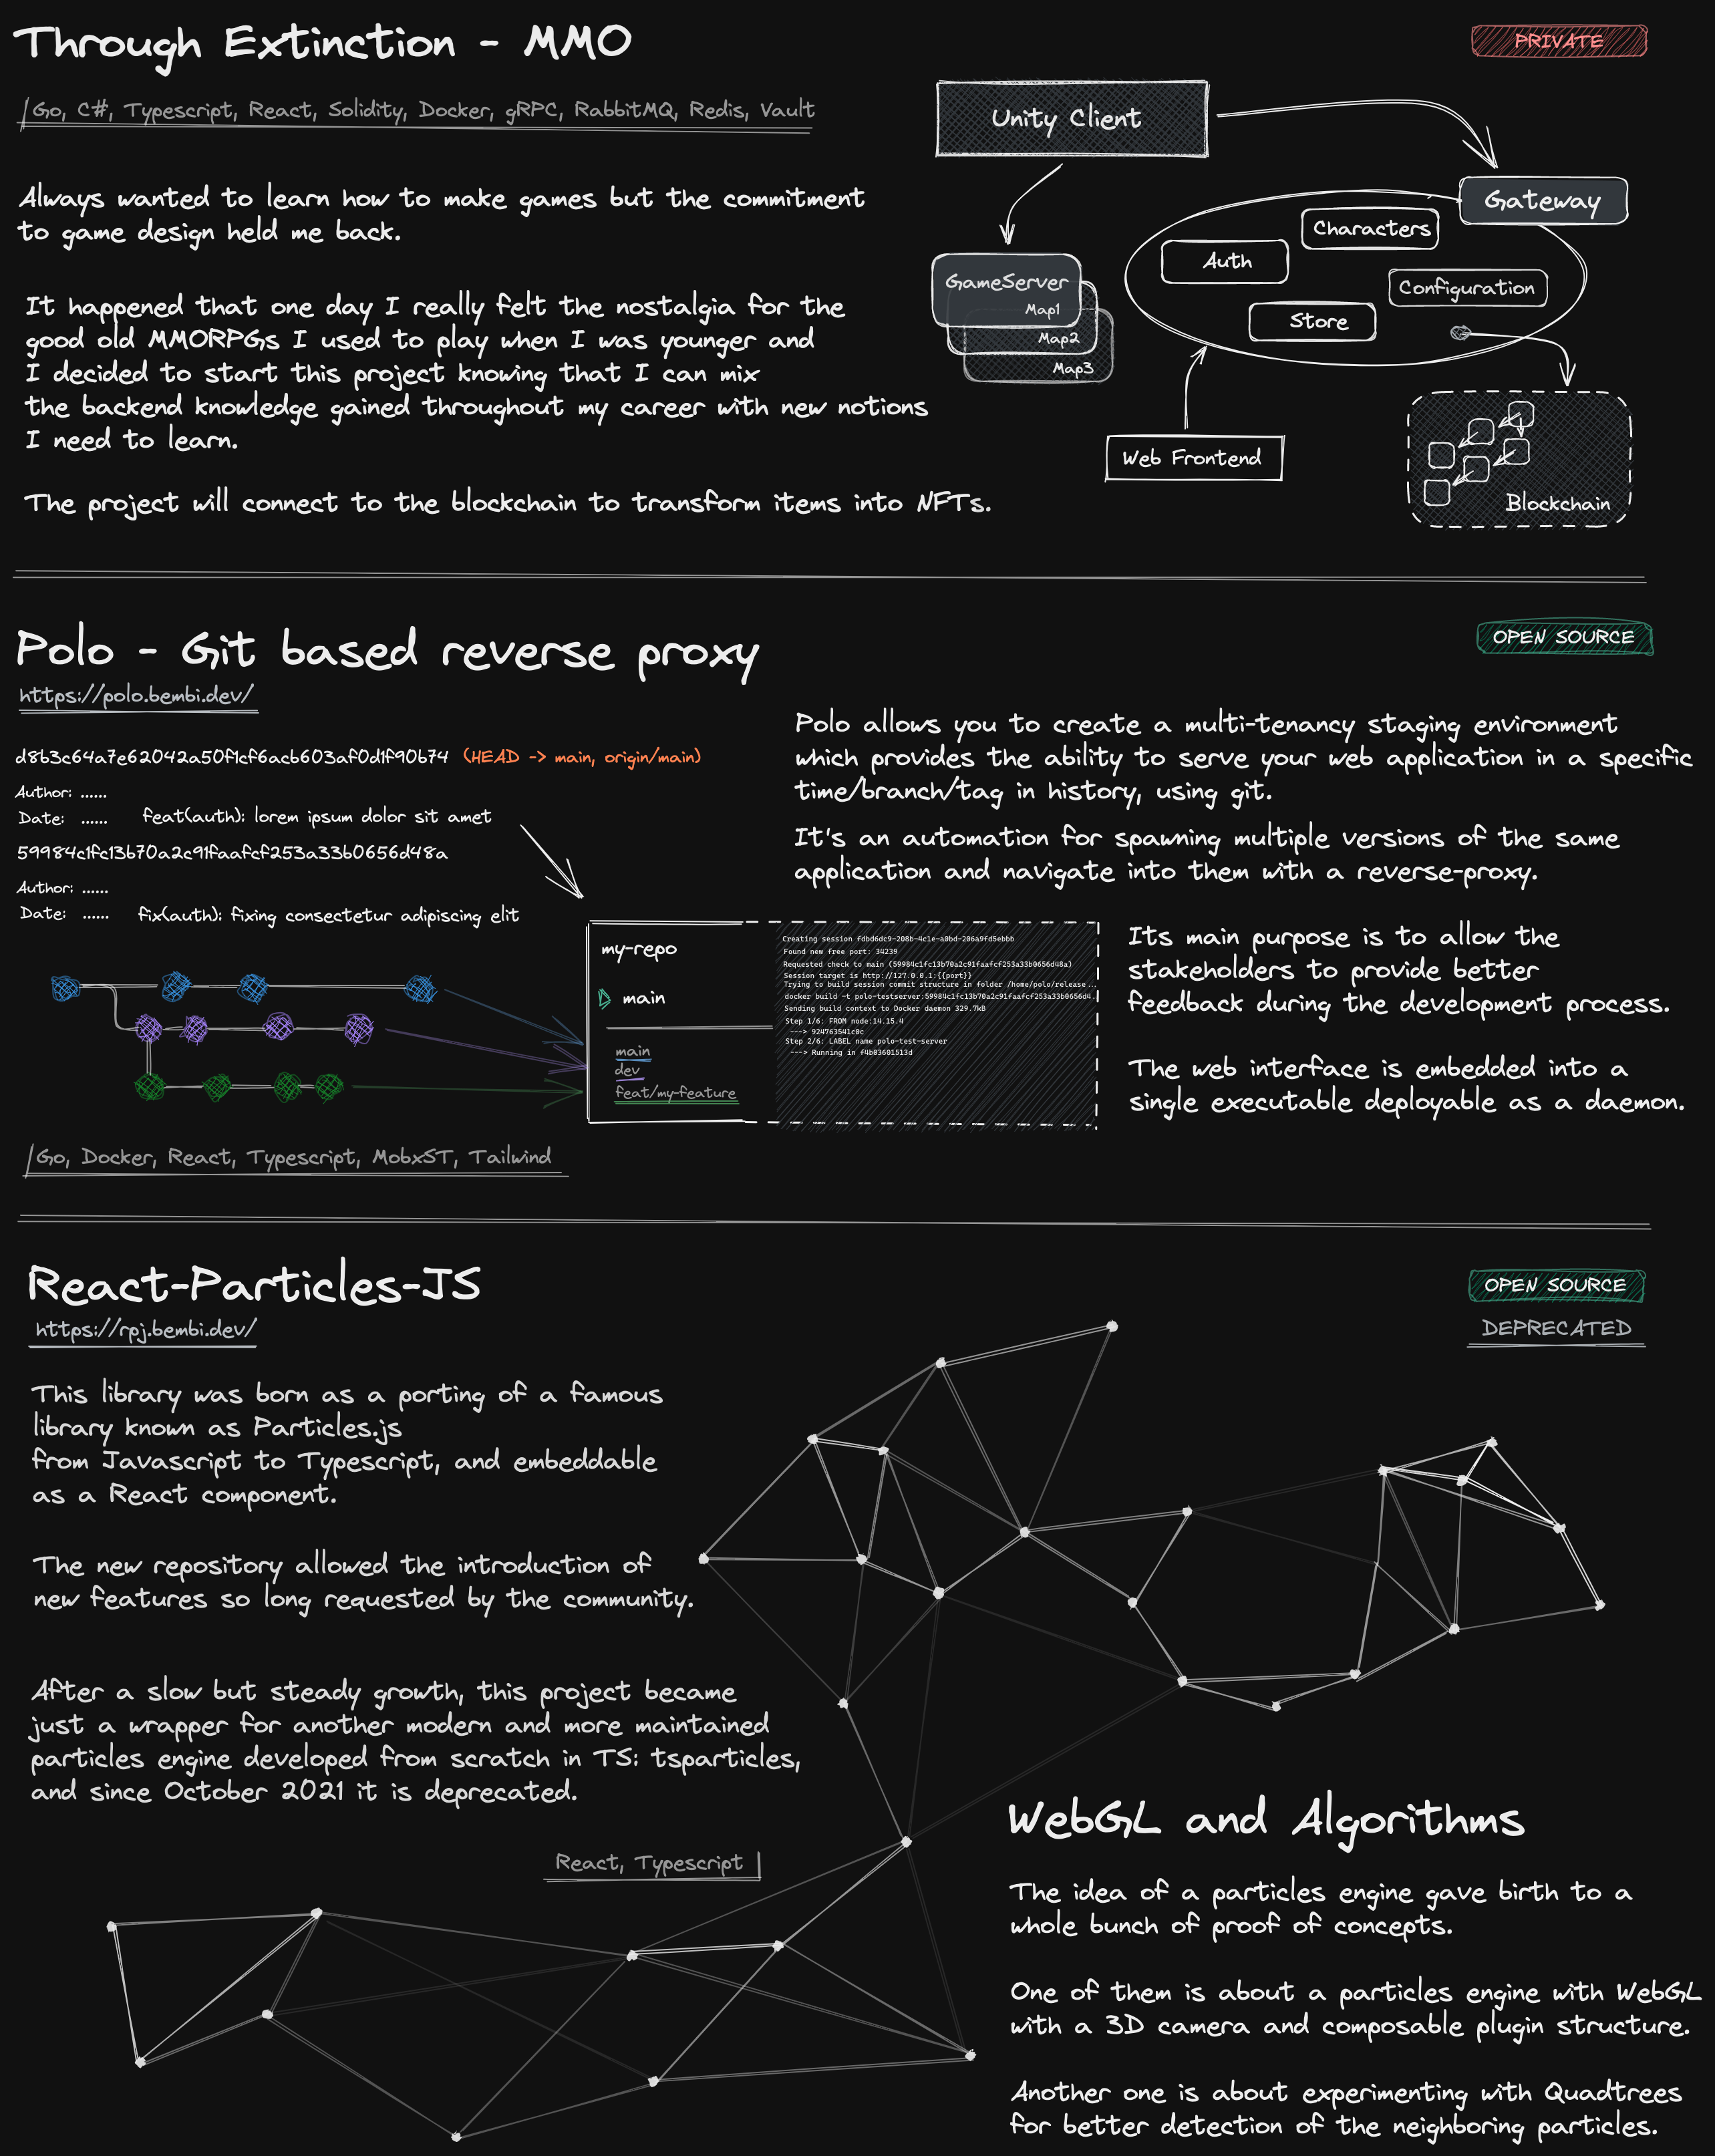 Through Extinction - MMO
PRIVATE
Go, C#, Typescript, React, Solidity, Docker, gRPC, RabbitMQ, Redis, Vault
Always wanted to learn how to make games but the commitment
to game design held me back.
It happened that one day I really felt the nostalgia for the
good old MMORPGs I used to play when I was younger and
I decided to start this project knowing that I can mix
the backend knowledge gained throughout my career with new notions
I need to learn.
The project will connect to the blockchain to transform items into NFTs.
Unity Client
Gateway
Characters
Auth
Configuration
Store
GameServer
Map1
Map2
Map3
Web Frontend
Blockchain
Polo - Git based reverse proxy
OPEN SOURCE
https://polo.bembi.dev/
d8b3c64a7e62042a50f1cf6acb603af0d1f90b74 (HEAD -> main, origin/main)
Author: ......
Date: ...... feat(auth): lorem ipsum dolor sit amet
59984c1fc13b70a2c91faafcf253a33b0656d48a
Author: ......
Date: ...... fix(auth): fixing consectetur adipiscing elit
Polo allows you to create a multi-tenancy staging environment
which provides the ability to serve your web application in a specific
time/branch/tag in history, using git.
It's an automation for spawning multiple versions of the same
application and navigate into them with a reverse-proxy.
my-repo
main
main
dev
feat/my-feature
Creating session fdbd6dc9-208b-4c1e-a0bd-206a9fd5ebbb
Found new free port: 34239
Requested check to main (59984c1fc13b70a2c91faafcf253a33b0656d48a)
Session target is http://127.0.0.1:{{port}}
Trying to build session commit structure in folder /home/polo/release...
docker build -t polo-testserver:59984c1fc13b70a2c91faafcf253a33b0656d4..
Sending build context to Docker daemon 329.7kB
Step 1/6: FROM node:14.15.4
---> 924763541c0c
Step 2/6: LABEL name polo-test-server
---> Running in f4b03601513d
Its main purpose is to allow the
stakeholders to provide better
feedback during the development process.
The web interface is embedded into a
single executable deployable as a daemon.
Go, Docker, React, Typescript, MobxST, Tailwind
React-Particles-JS
OPEN SOURCE
https://rpj.bembi.dev/
DEPRECATED
This library was born as a porting of a famous
library known as Particles.js
from Javascript to Typescript, and embeddable
as a React component.
The new repository allowed the introduction of
new features so long requested by the community.
After a slow but steady growth, this project became
just a wrapper for another modern and more maintained
particles engine developed from scratch in TS: tsparticles,
and since October 2021 it is deprecated.
React, Typescript
WebGL and Algorithms
The idea of a particles engine gave birth to a
whole bunch of proof of concepts.
One of them is about a particles engine with WebGL
with a 3D camera and composable plugin structure.
Another one is about experimenting with Quadtrees
for better detection of the neighboring particles.